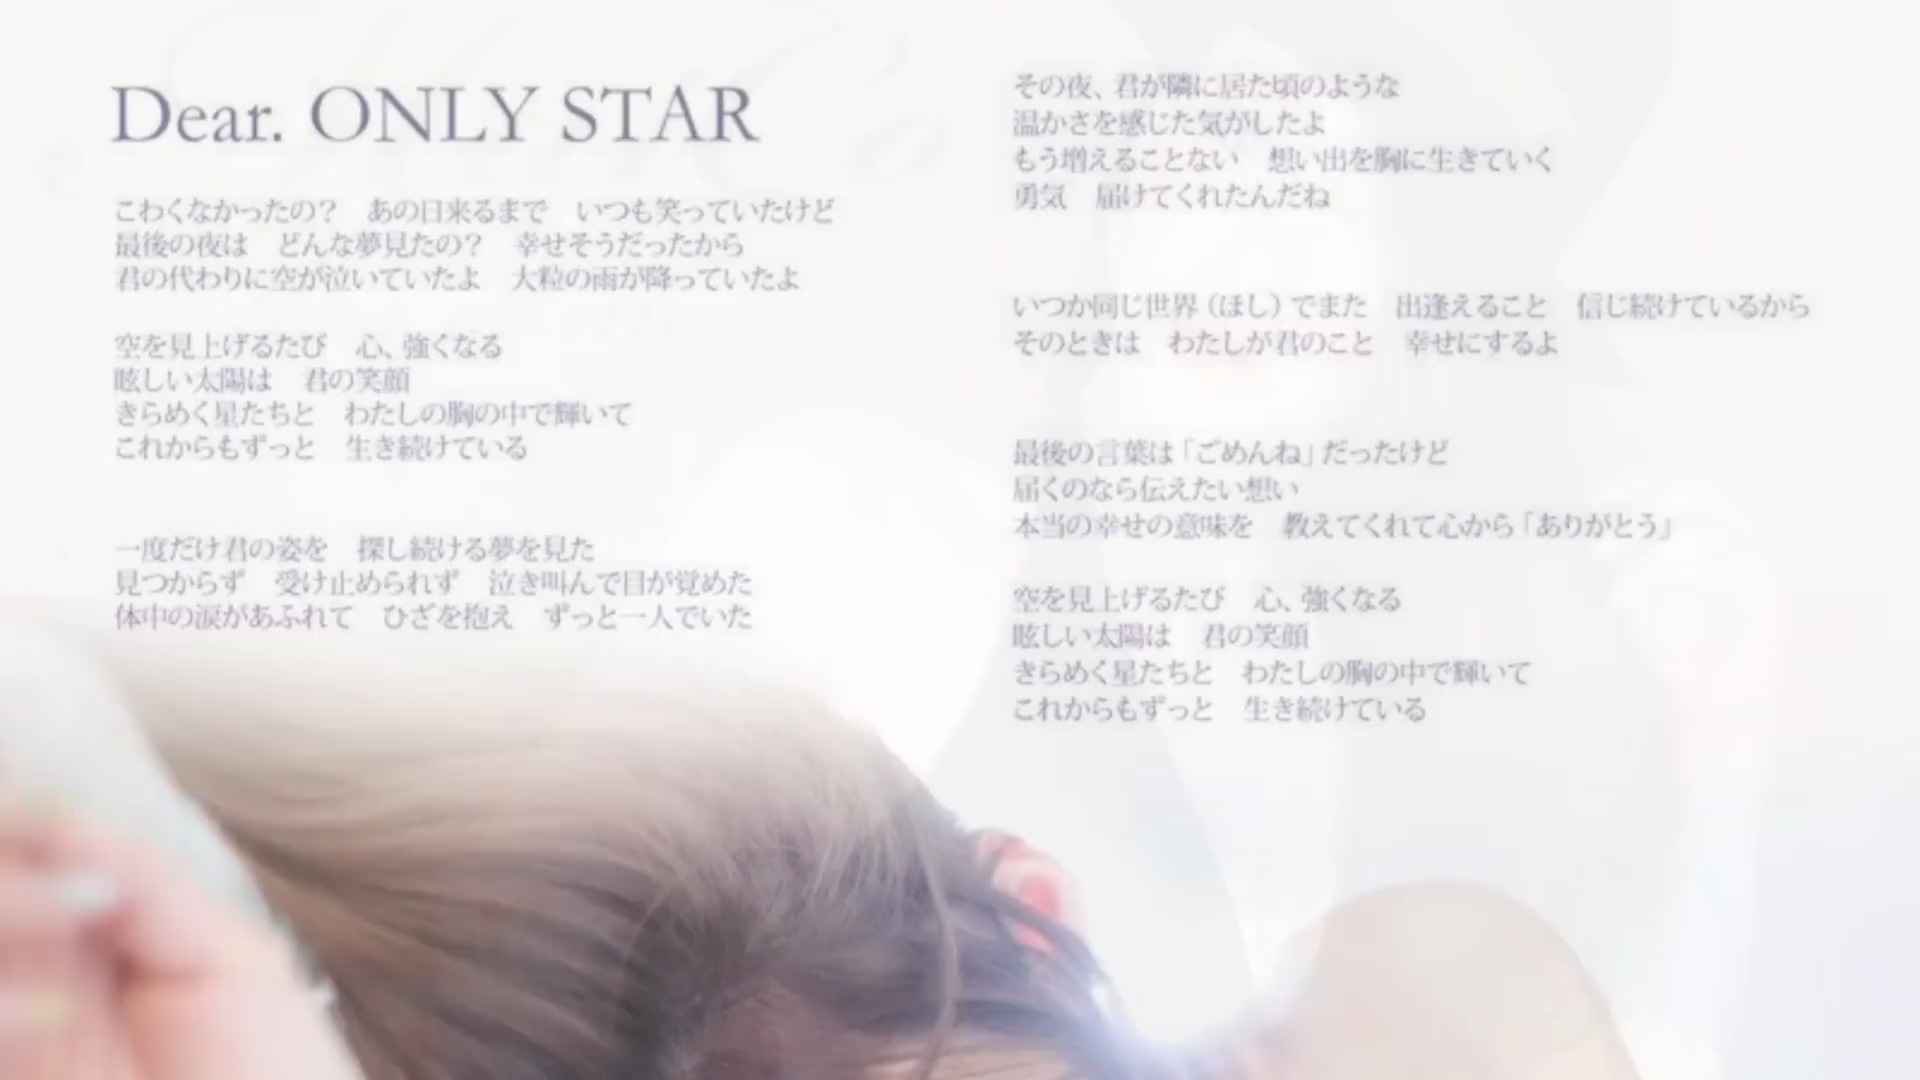 Dear. ONLY STAR
こわくなかったの？　あの日来るまで　いつも笑っていたけど
最後の夜は　どんな夢見たの？　幸せそうだったから
君の代わりに空が泣いていたよ　大粒の雨が降っていたよ
空を見上げるたび　心、強くなる
眩しい太陽は　君の笑顔
きらめく星たちと　わたしの胸の中で輝いて
これからもずっと　生き続けている
一度だけ君の姿を　探し続ける夢を見た
見つからず　受け止められず　泣き叫んで目が覚めた
体中の涙があふれて　ひざを抱え　ずっと一人でいた
その夜、君が隣に居た頃のような
温かさを感じた気がしたよ
もう増えることない　想い出を胸に生きていく
勇気　届けてくれたんだね
いつか同じ世界（ほし）でまた　出逢えること　信じ続けているから
そのときは　わたしが君のこと　幸せにするよ
最後の言葉は「ごめんね」だったけど
届くのなら伝えたい想い
本当の幸せの意味を　教えてくれて心から「ありがとう」
空を見上げるたび　心、強くなる
眩しい太陽は　君の笑顔
きらめく星たちと　わたしの胸の中で輝いて
これからもずっと　生き続けている